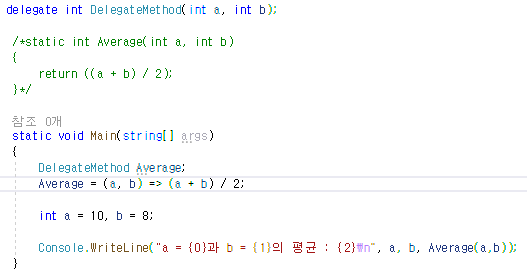 delegate int DelegateMethod(int a, int b);
/*static int Average(int a, int b)
{
return ((a + b) / 2);
}*/
참조 0개
static void Main(string[] args)
{
DelegateMethod Average;
Average = (a, b) => (a + b) / 2;
int a = 10, b = 8;
Console.WriteLine("a = {0}과 b = {1}의 평균 : {2}₩n", a, b, Average(a,b));
}